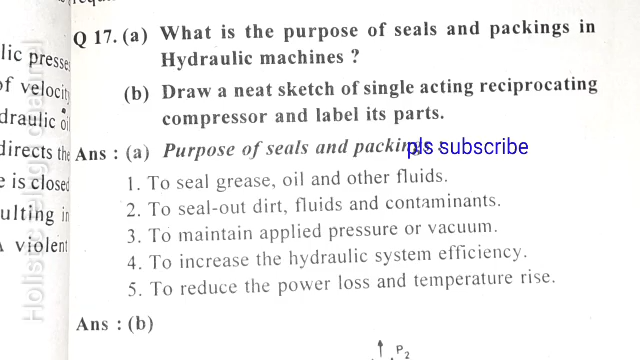 lic presse
of velocity
draulic oil
directs the
e is closed
ulting in
violent
Q 17. (a) What is the purpose of seals and packings in
Hydraulic machines ?
(b) Draw a neat sketch of single acting reciprocating
compressor and label its parts.
Ans : (a) Purpose of seals and packings :
pls subscribe
1. To seal grease, oil and other fluids.
2. To seal-out dirt, fluids and contaminants.
3. To maintain applied pressure or vacuum.
4. To increase the hydraulic system efficiency.
5. To reduce the power loss and temperature rise.
Ans : (b)
P2